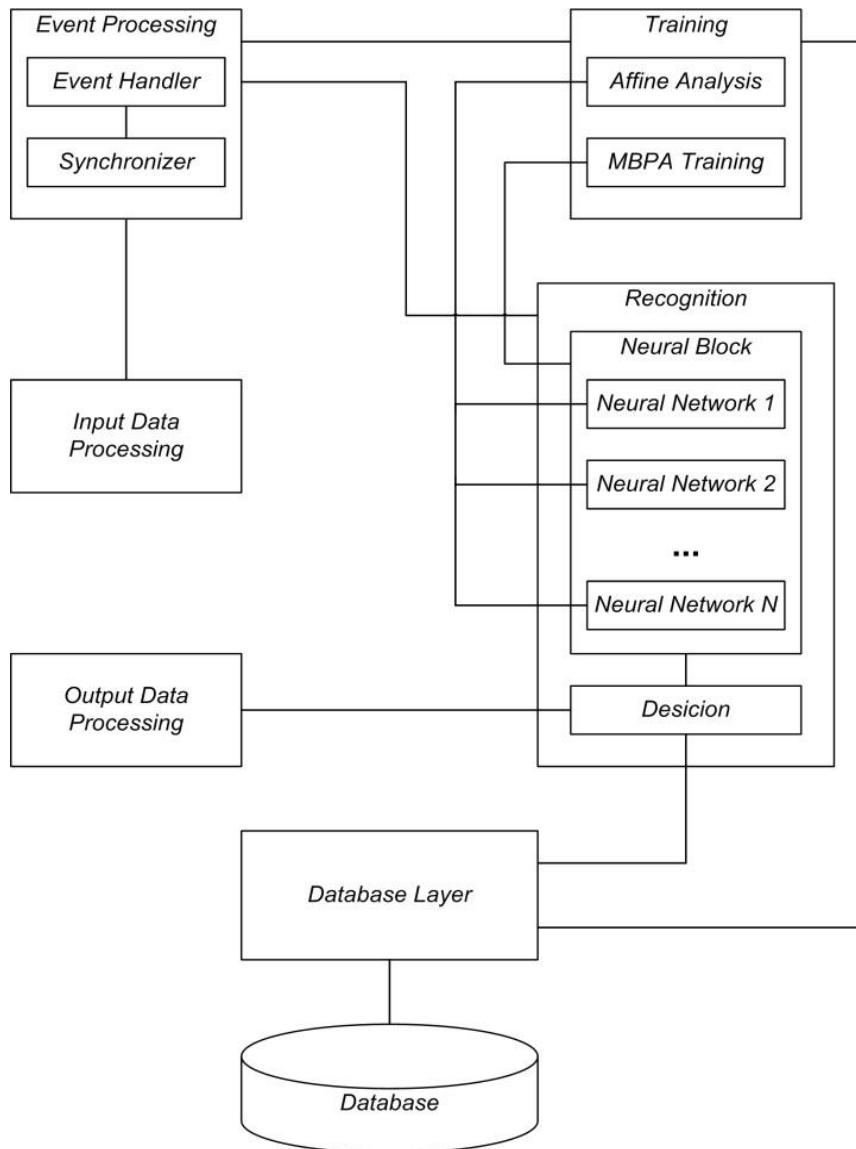 Event Processing
Event Handler
Synchronizer
Training
Affine Analysis
MBPA Training
Recognition
Neural Block
Neural Network 1
Neural Network 2
...
Neural Network N
Desicion
Input Data
Processing
Output Data
Processing
Database Layer
Database